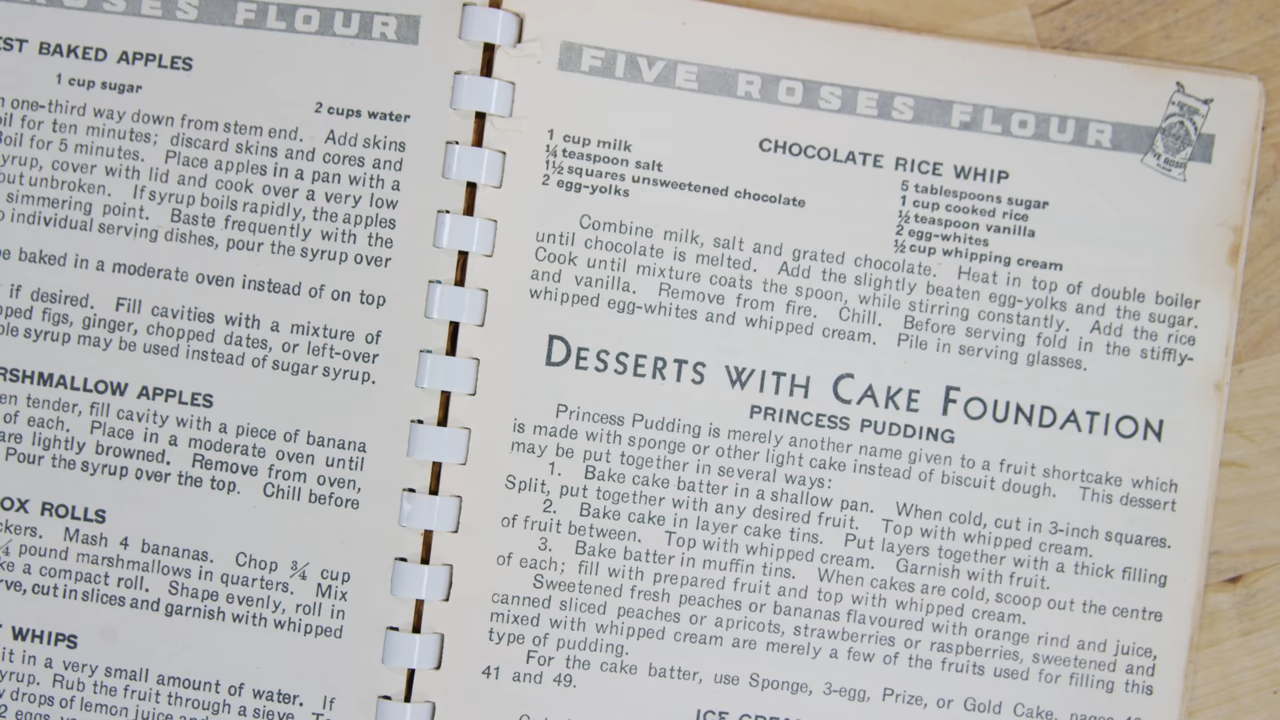 ROSES FLOUR
EST BAKED APPLES
1 cup sugar
2 cups water
one-third way down from stem end. Add skins
oil for ten minutes; discard skins and cores and
Boil for 5 minutes. Place apples in a pan with a
yrup, cover with lid and cook over a very low
but unbroken. If syrup boils rapidly, the apples
simmering point. Baste frequently with the
individual serving dishes, pour the syrup over
be baked in a moderate oven instead of on top
if desired. Fill cavities with a mixture of
pped figs, ginger, chopped dates, or left-over
ple syrup may be used instead of sugar syrup.
RSHMALLOW APPLES
en tender, fill cavity with a piece of banana
of each. Place in a moderate oven until
are lightly browned. Remove from oven,
Pour the syrup over the top. Chill before
OX ROLLS
ckers. Mash 4 bananas. Chop ¾ cup
¼ pound marshmallows in quarters. Mix
ke a compact roll. Shape evenly, roll in
rve, cut in slices and garnish with whipped
WHIPS
it in a very small amount of water. If
yrup. Rub the fruit through a sieve. To
drops of lemon juice and
2 eggs
FIVE ROSES FLOUR
CHOCOLATE RICE WHIP
1 cup milk
¼ teaspoon salt
1½ squares unsweetened chocolate
2 egg-yolks
5 tablespoons sugar
1 cup cooked rice
½ teaspoon vanilla
2 egg-whites
½ cup whipping cream
Combine milk, salt and grated chocolate. Heat in top of double boiler
until chocolate is melted. Add the slightly beaten egg-yolks and the sugar.
Cook until mixture coats the spoon, while stirring constantly. Add the rice
and vanilla. Remove from fire. Chill. Before serving fold in the stiffly-
whipped egg-whites and whipped cream. Pile in serving glasses.
DESSERTS WITH CAKE FOUNDATION
PRINCESS PUDDING
Princess Pudding is merely another name given to a fruit shortcake which
is made with sponge or other light cake instead of biscuit dough. This dessert
may be put together in several ways:
1. Bake cake batter in a shallow pan. When cold, cut in 3-inch squares.
Split, put together with any desired fruit. Top with whipped cream.
2. Bake cake in layer cake tins. Put layers together with a thick filling
of fruit between. Top with whipped cream. Garnish with fruit.
3. Bake batter in muffin tins. When cakes are cold, scoop out the centre
of each; fill with prepared fruit and top with whipped cream.
Sweetened fresh peaches or bananas flavoured with orange rind and juice,
canned sliced peaches or apricots, strawberries or raspberries, sweetened and
mixed with whipped cream are merely a few of the fruits used for filling this
type of pudding.
For the cake batter, use Sponge, 3-egg, Prize, or Gold Cake, pages
41 and 49.